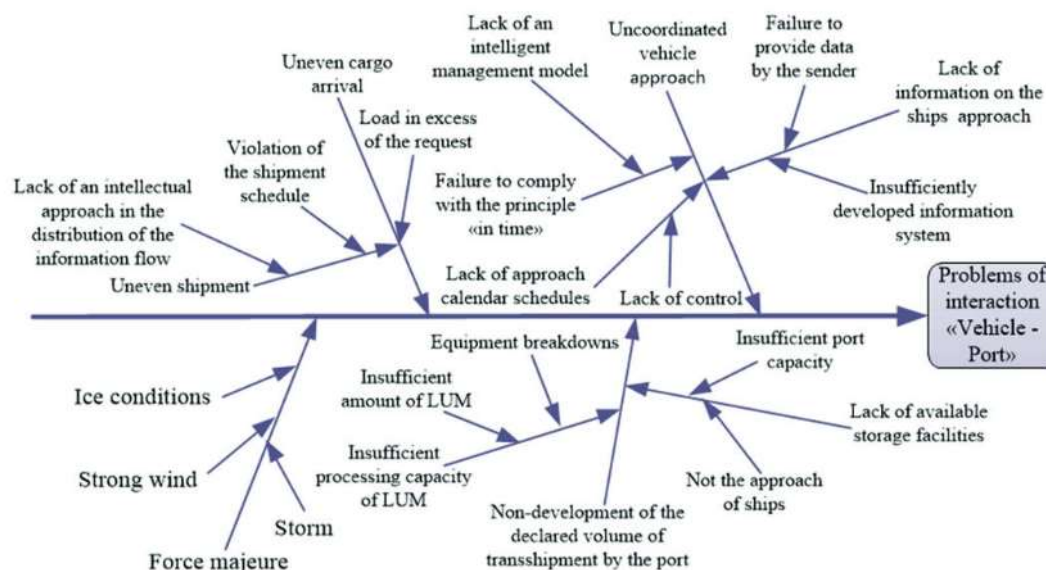 Uneven cargo
arrival
Load in excess
of the request
Violation of
the shipment
schedule
Lack of an intellectual
approach in the
distribution of the
information flow
Uneven shipment
Lack of an
intelligent
management model
Uncoordinated
vehicle
approach
Failure to
provide data
by the sender
Lack of
information on the
ships approach
Failure to comply
with the principle
«in time»
Insufficiently
developed information
system
Lack of approach
calendar schedules
Lack of control
Problems of
interaction
«Vehicle -
Port»
Ice conditions
Strong wind
Storm
Force majeure
Equipment breakdowns
Insufficient
amount of LUM
Insufficient
processing capacity
of LUM
Non-development of the
declared volume of
transshipment by the port
Insufficient port
capacity
Lack of available
storage facilities
Not the approach
of ships